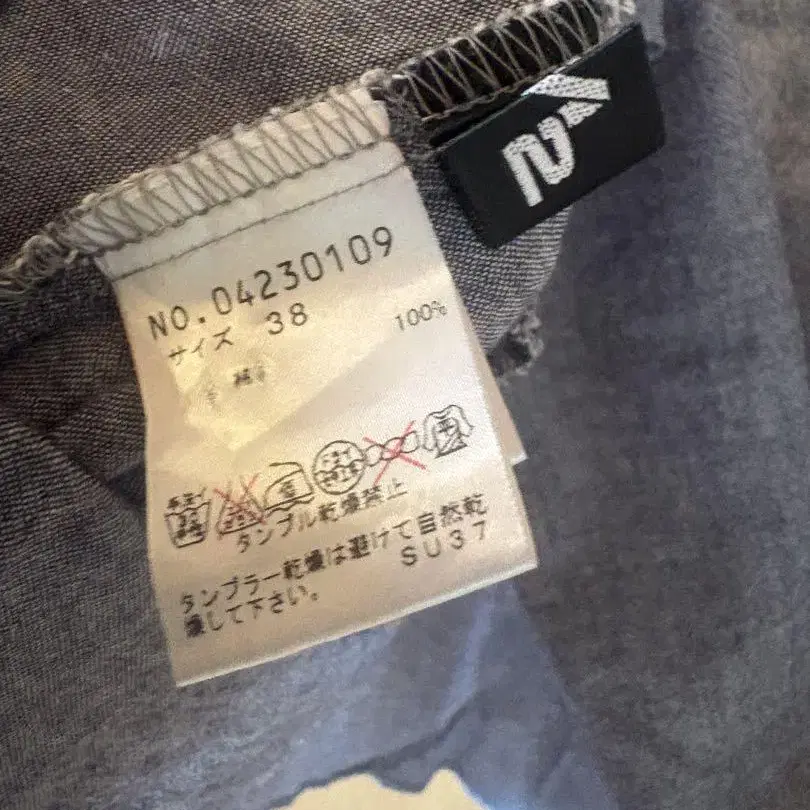 NO.04230109
サイズ 38
綿 100%
タンブル乾燥禁止
タンブラー乾燥は避けて自然乾
燥して下さい。
SU37